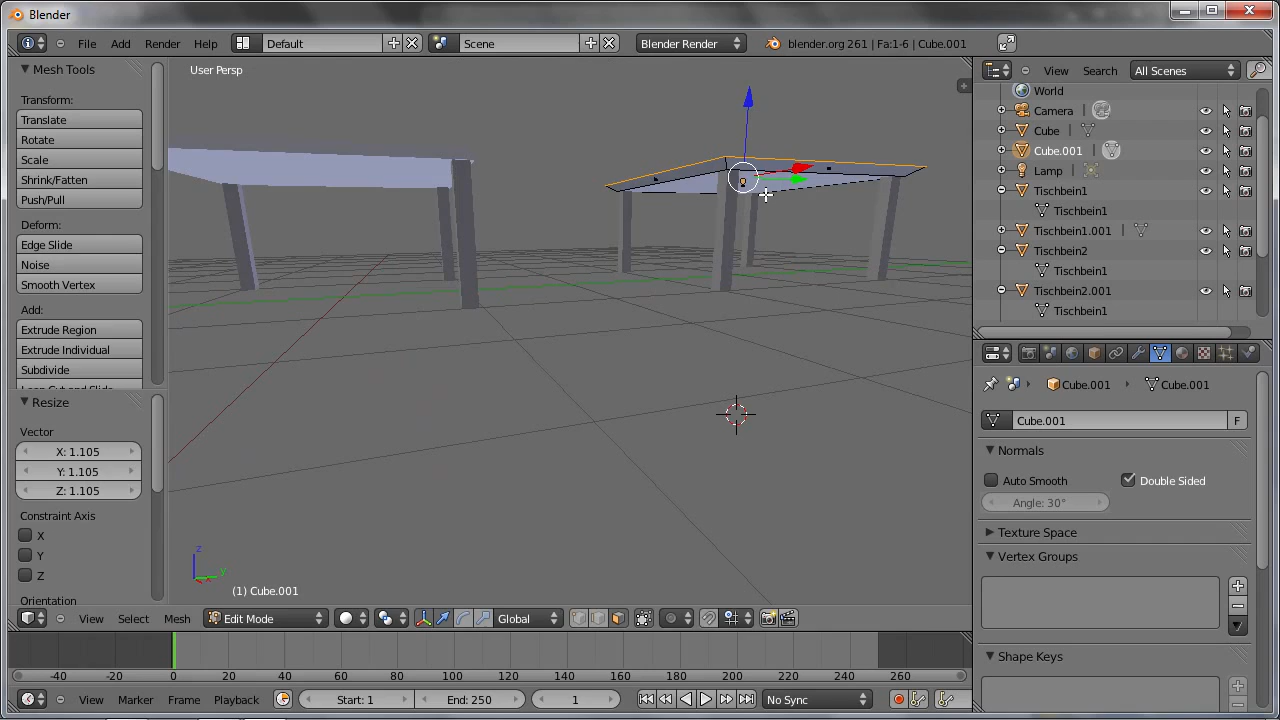 Blender
File Add Render Help Default Scene Blender Render blender.org 261 | Fa:1-6 | Cube.001
Mesh Tools
Transform:
Translate
Rotate
Scale
Shrink/Fatten
Push/Pull
Deform:
Edge Slide
Noise
Smooth Vertex
Add:
Extrude Region
Extrude Individual
Subdivide
Loop Cut and Slide
Resize
Vector
X: 1.105
Y: 1.105
Z: 1.105
Constraint Axis
X
Y
Z
Orientation
User Persp
z
y
(1) Cube.001
View Select Mesh Edit Mode Global
-40 -20 0 20 40 60 80 100 120 140 160 180 200 220 240 260
View Marker Frame Playback Start: 1 End: 250 1 No Sync
View Search All Scenes
World
Camera
Cube
Cube.001
Lamp
Tischbein1
Tischbein1
Tischbein1.001
Tischbein2
Tischbein1
Tischbein2.001
Tischbein1
Cube.001 Cube.001
Cube.001 F
Normals
Auto Smooth Double Sided
Angle: 30°
Texture Space
Vertex Groups
Shape Keys